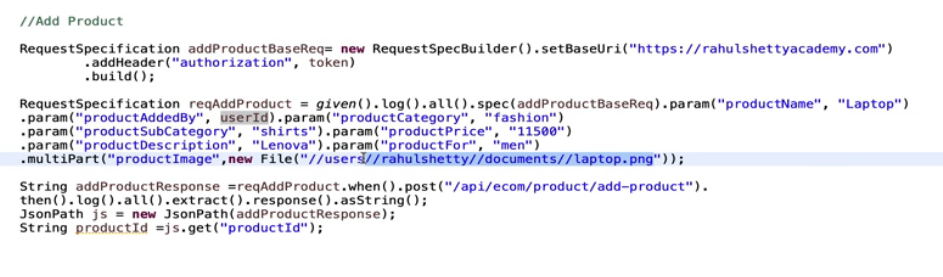 //Add Product
RequestSpecification addProductBaseReq= new RequestSpecBuilder().setBaseUri("https://rahulshettyacademy.com")
.addHeader("authorization", token)
.build();
RequestSpecification reqAddProduct = given().log().all().spec(addProductBaseReq).param("productName", "Laptop")
.param("productAddedBy", userId).param("productCategory", "fashion")
.param("productSubCategory", "shirts").param("productPrice", "11500")
.param("productDescription", "Lenova").param("productFor", "men")
.multiPart("productImage",new File("//users//rahulshetty//documents//laptop.png"));
String addProductResponse =reqAddProduct.when().post("/api/ecom/product/add-product").
then().log().all().extract().response().asString();
JsonPath js = new JsonPath(addProductResponse);
String productId =js.get("productId");